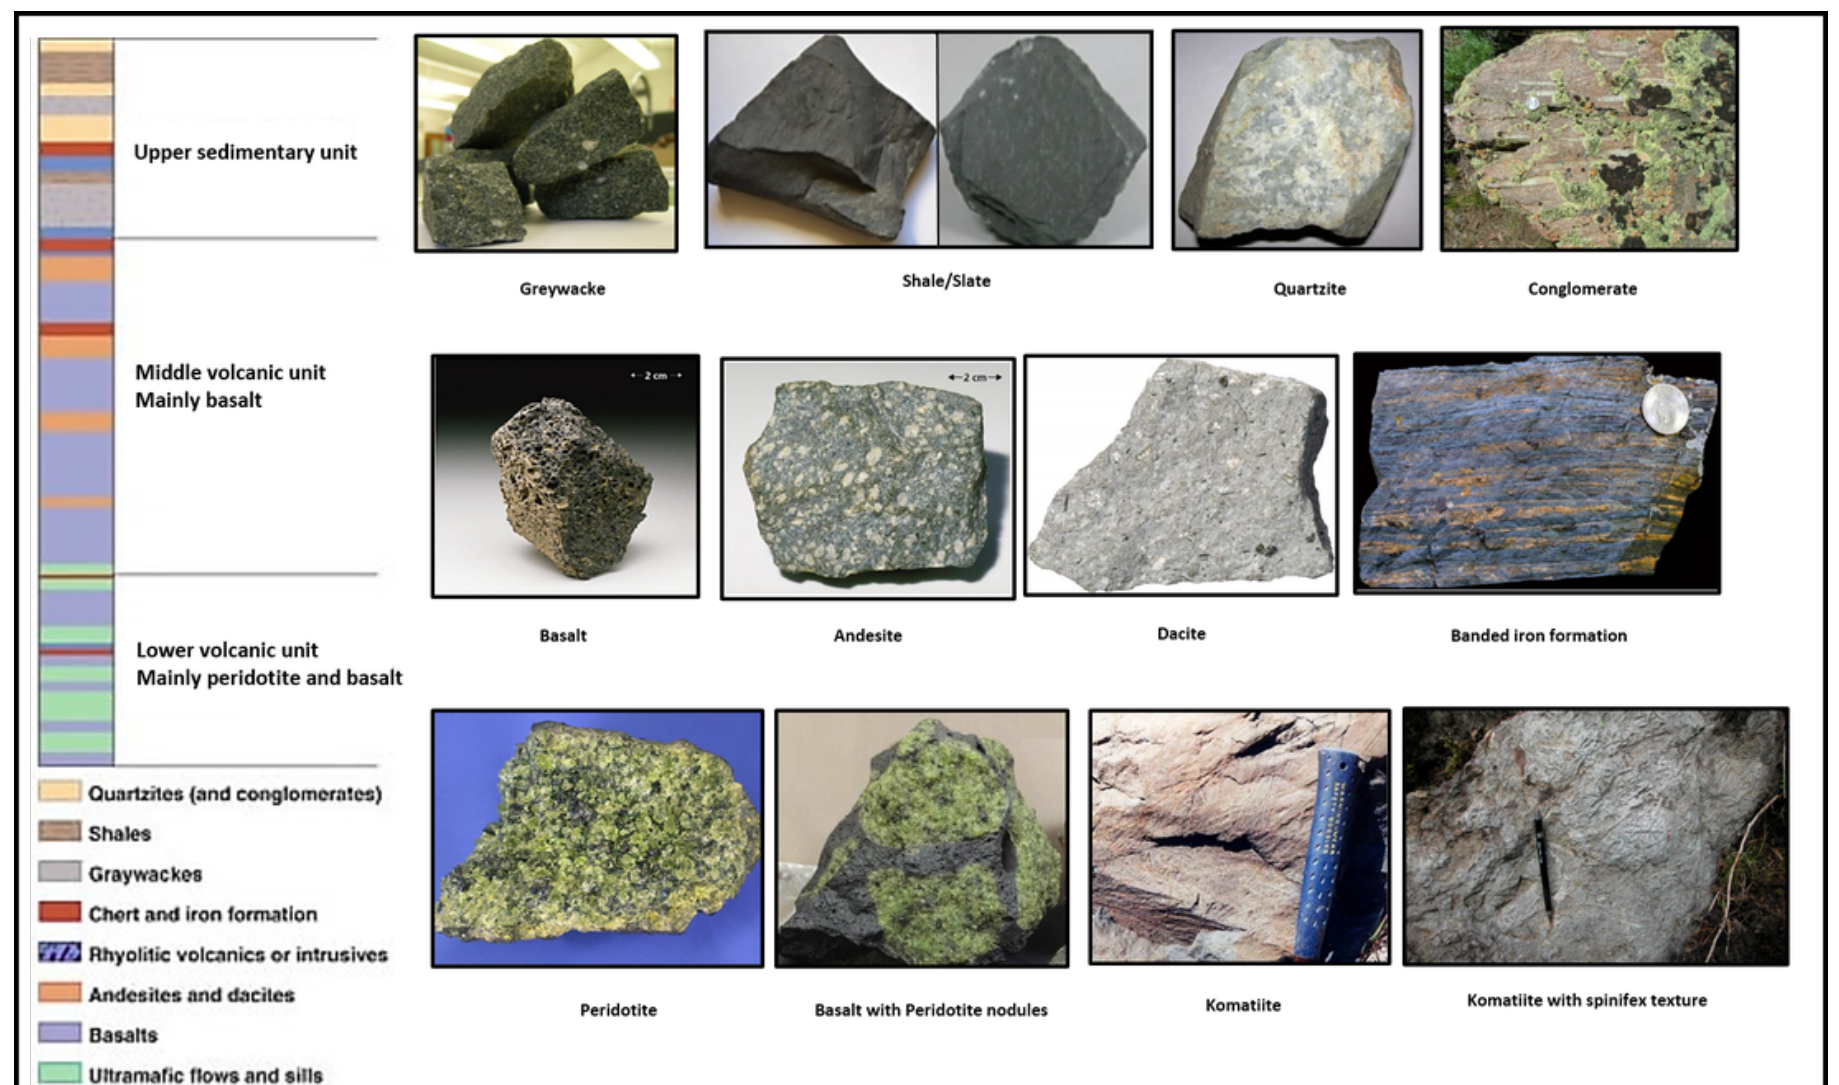 Upper sedimentary unit
Greywacke
Shale/Slate
Quartzite
Conglomerate
Middle volcanic unit
Mainly basalt
2 cm
2 cm
Basalt
Andesite
Dacite
Banded iron formation
Lower volcanic unit
Mainly peridotite and basalt
Peridotite
Basalt with Peridotite nodules
Komatiite
Komatiite with spinifex texture
Quartzites (and conglomerates)
Shales
Graywackes
Chert and iron formation
Rhyolitic volcanics or intrusives
Andesites and dacites
Basalts
Ultramafic flows and sills